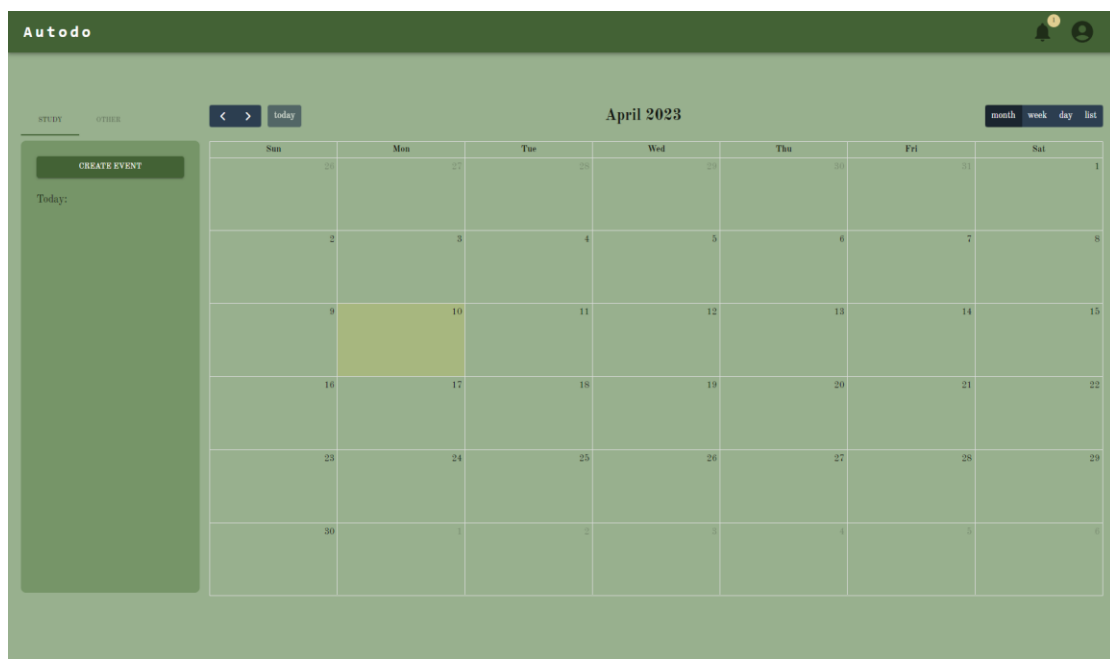 Autodo
1
STUDY OTHER
today
April 2023
month week day list
CREATE EVENT
Today:
Sun Mon Tue Wed Thu Fri Sat
26 27 28 29 30 31 1
2 3 4 5 6 7 8
9 10 11 12 13 14 15
16 17 18 19 20 21 22
23 24 25 26 27 28 29
30 1 2 3 4 5 6